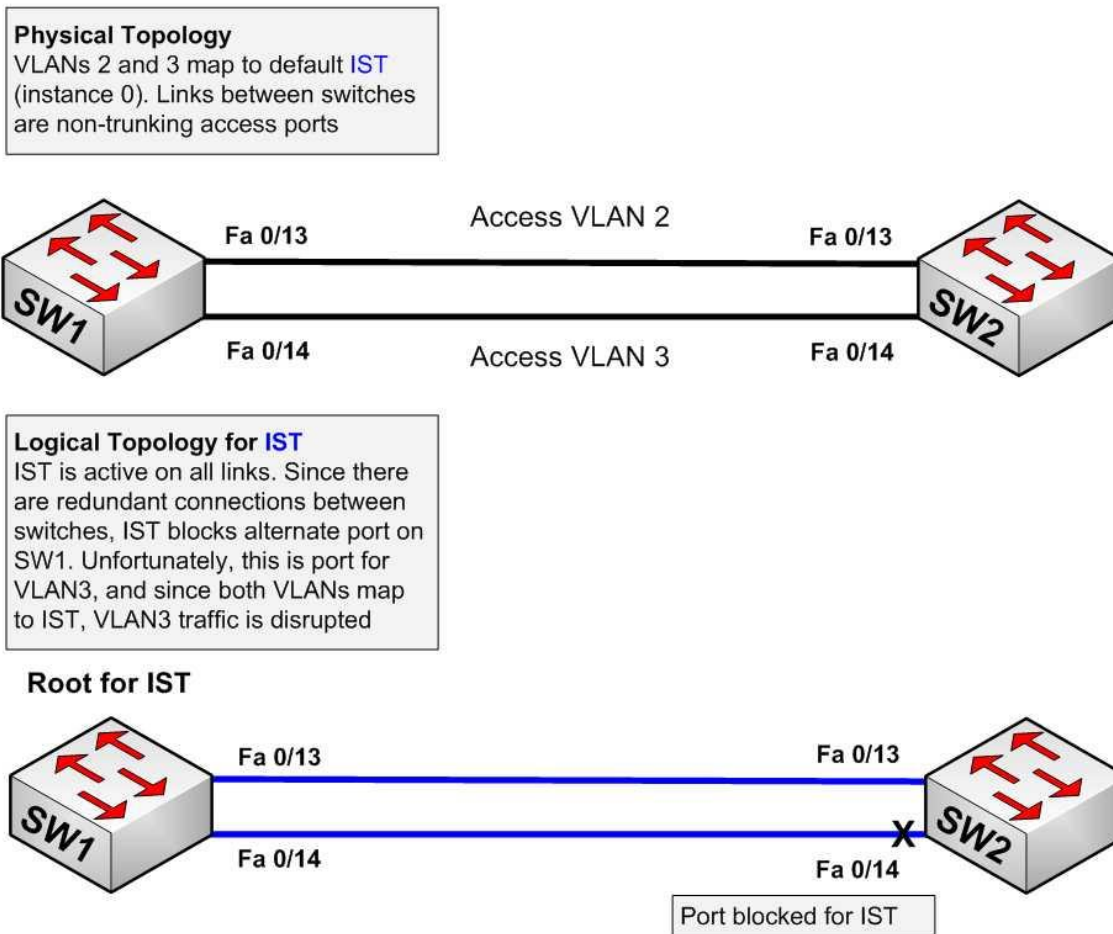 Physical Topology
VLANs 2 and 3 map to default IST
(instance 0). Links between switches
are non-trunking access ports
Access VLAN 2
Fa 0/13
Fa 0/13
SW1
SW2
Fa 0/14
Access VLAN 3
Fa 0/14
Logical Topology for IST
IST is active on all links. Since there
are redundant connections between
switches, IST blocks alternate port on
SW1. Unfortunately, this is port for
VLAN3, and since both VLANs map
to IST, VLAN3 traffic is disrupted
Root for IST
Fa 0/13
Fa 0/13
SW1
X
SW2
Fa 0/14
Fa 0/14
Port blocked for IST